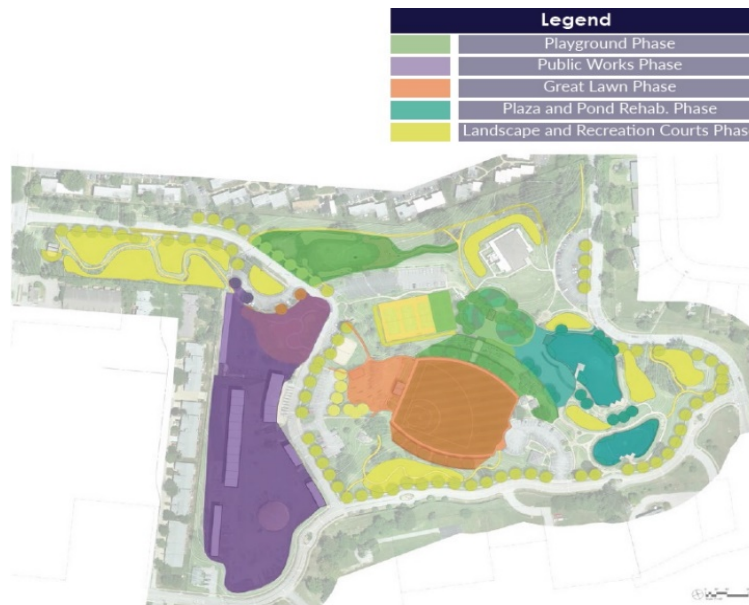 Legend
Playground Phase
Public Works Phase
Great Lawn Phase
Plaza and Pond Rehab. Phase
Landscape and Recreation Courts Phas